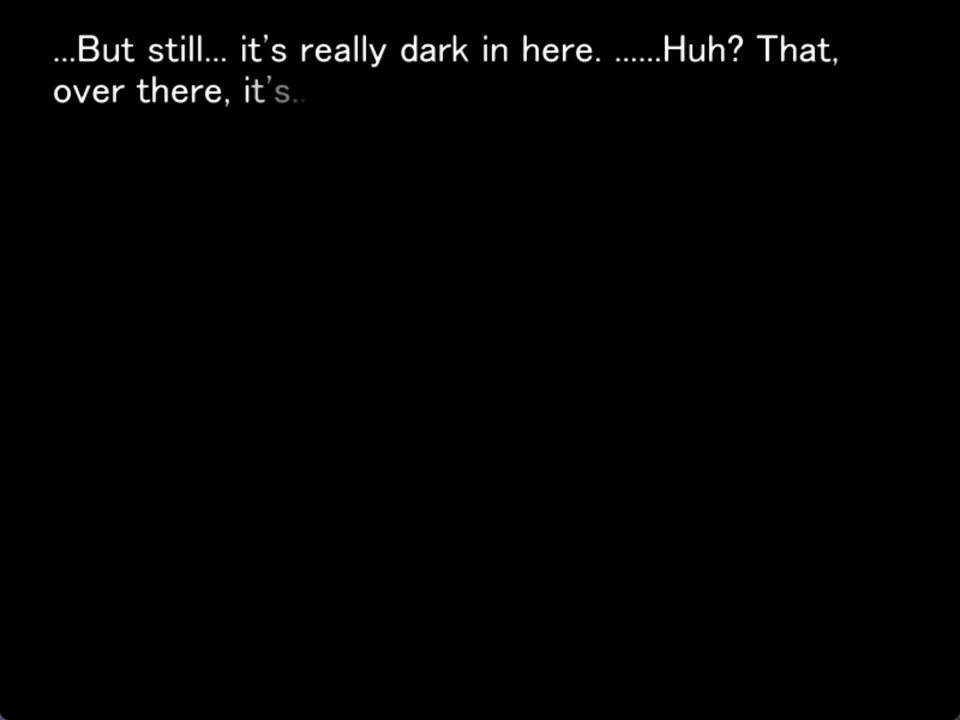 ...But still... it's really dark in here. ......Huh? That,
over there, it's..